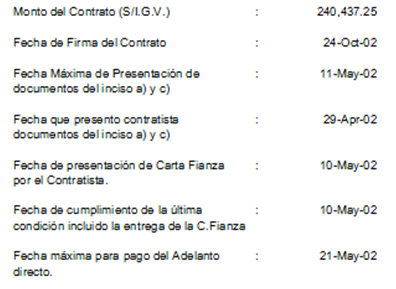 Monto del Contrato (S/I.G.V.) : 240,437.25
Fecha de Firma del Contrato : 24-Oct-02
Fecha Máxima de Presentación de : 11-May-02
documentos del inciso a) y c)
Fecha que presento contratista : 29-Apr-02
documentos del inciso a) y c)
Fecha de presentación de Carta Fianza : 10-May-02
por el Contratista.
Fecha de cumplimiento de la última : 10-May-02
condición incluido la entrega de la C.Fianza
Fecha máxima para pago del Adelanto : 21-May-02
directo.